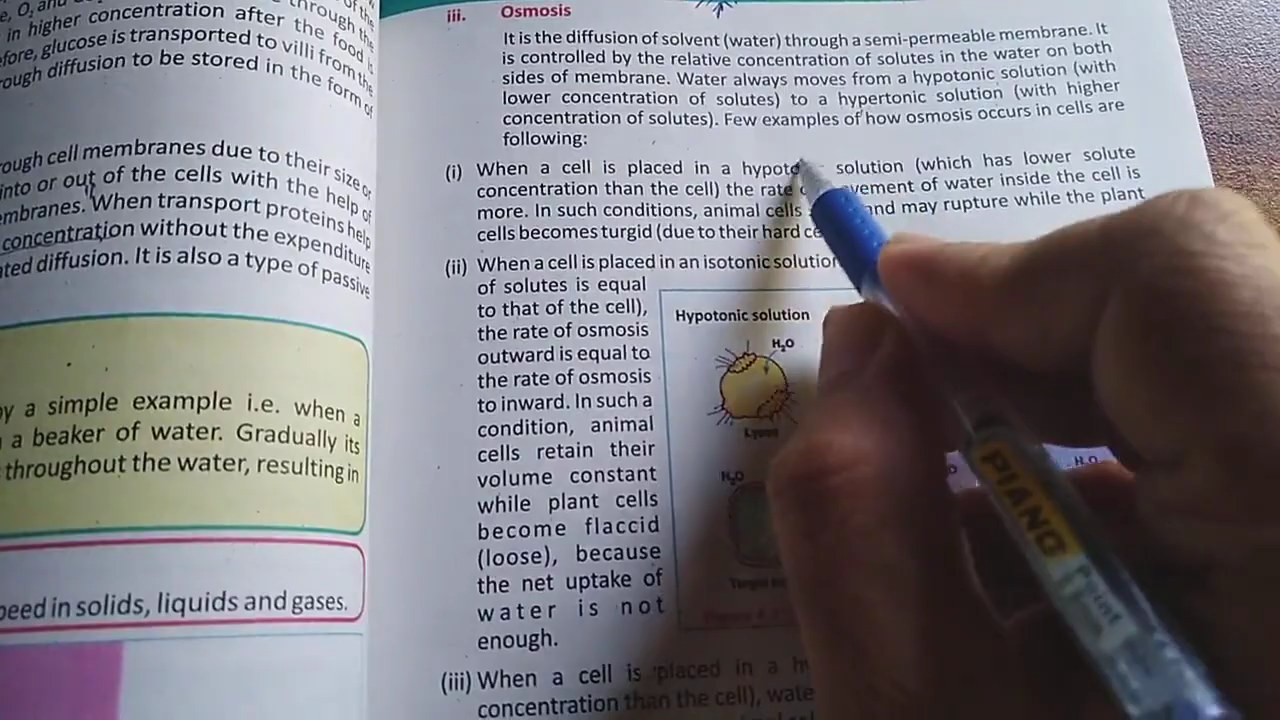 e, O₂, and
through the
in higher concentration after the food is
efore, glucose is transported to villi from the
rough diffusion to be stored in the form of
rough cell membranes due to their size or
into or out of the cells with the help of
embranes. When transport proteins help
concentration without the expenditure
ated diffusion. It is also a type of passive
by a simple example i.e. when a
a beaker of water. Gradually its
throughout the water, resulting in
peed in solids, liquids and gases.
iii. Osmosis
It is the diffusion of solvent (water) through a semi-permeable membrane. It
is controlled by the relative concentration of solutes in the water on both
sides of membrane. Water always moves from a hypotonic solution (with
lower concentration of solutes) to a hypertonic solution (with higher
concentration of solutes). Few examples of how osmosis occurs in cells are
following:
(i) When a cell is placed in a hypoto solution (which has lower solute
concentration than the cell) the rate vement of water inside the cell is
more. In such conditions, animal cells and may rupture while the plant
cells becomes turgid (due to their hard ce
(ii) When a cell is placed in an isotonic solution
of solutes is equal
to that of the cell),
the rate of osmosis
outward is equal to
the rate of osmosis
to inward. In such a
condition, animal
cells retain their
volume constant
while plant cells
become flaccid
(loose), because
the net uptake of
water is not
enough.
Hypotonic solution
H₂O
H₂O
H₂O
(iii) When a cell is placed in a h
concentration than the cell), wate
PIANO
Point